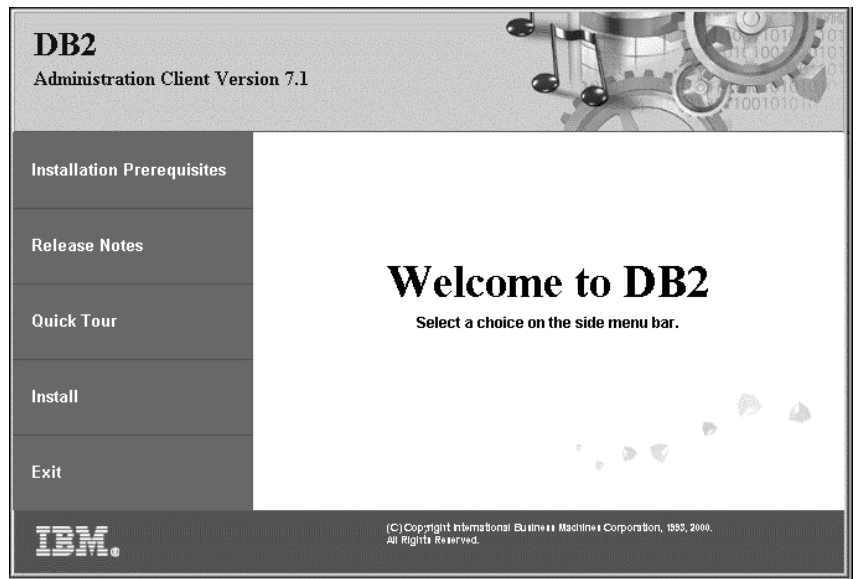 DB2
Administration Client Version 7.1
Installation Prerequisites
Release Notes
Quick Tour
Install
Exit
Welcome to DB2
Select a choice on the side menu bar.
IBM®
(C) Copyright International Business Machines Corporation, 1993, 2000.
All Rights Reserved.